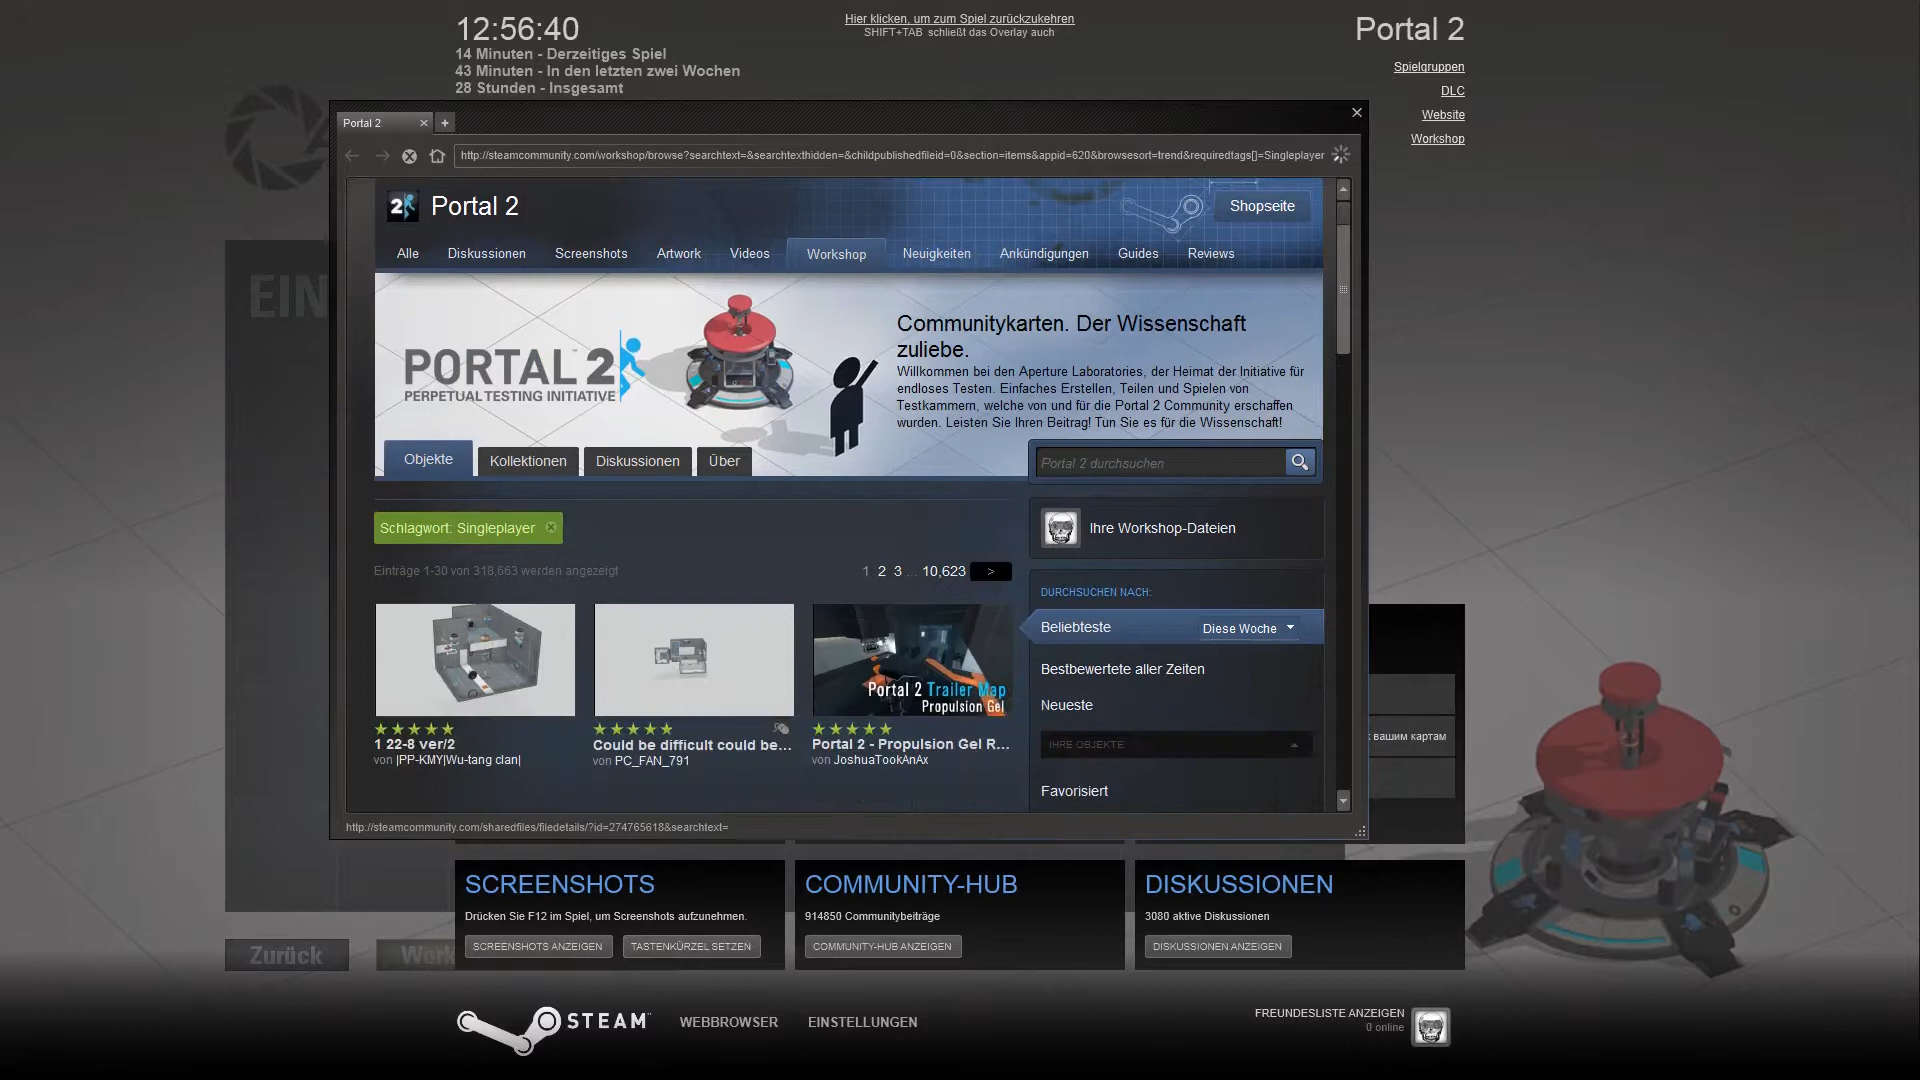 12:56:40
14 Minuten - Derzeitiges Spiel
43 Minuten - In den letzten zwei Wochen
28 Stunden - Insgesamt
Hier klicken, um zum Spiel zurückzukehren
SHIFT+TAB schließt das Overlay auch
Portal 2
Spielgruppen
DLC
Website
Workshop
Portal 2
http://steamcommunity.com/workshop/browse?searchtext=&searchtexthidden=&childpublishedfileid=0&section=items&appid=620&browsesort=trend&requiredtags[]=Singleplayer
2 Portal 2
Shopseite
Alle Diskussionen Screenshots Artwork Videos Workshop Neuigkeiten Ankündigungen Guides Reviews
EIN
PORTAL 2
PERPETUAL TESTING INITIATIVE
Communitykarten. Der Wissenschaft
zuliebe.
Willkommen bei den Aperture Laboratories, der Heimat der Initiative für
endloses Testen. Einfaches Erstellen, Teilen und Spielen von
Testkammern, welche von und für die Portal 2 Community erschaffen
wurden. Leisten Sie Ihren Beitrag! Tun Sie es für die Wissenschaft!
Objekte Kollektionen Diskussionen Über
Portal 2 durchsuchen
Schlagwort: Singleplayer
Ihre Workshop-Dateien
Einträge 1-30 von 318,663 werden angezeigt
1 2 3 ... 10,623 >
DURCHSUCHEN NACH:
Beliebteste Diese Woche
Bestbewertete aller Zeiten
Neueste
IHRE OBJEKTE
Favorisiert
Portal 2 Trailer Map
Propulsion Gel
1 22-8 ver/2
von |PP-KMY|Wu-tang clan|
Could be difficult could be...
von PC_FAN_791
Portal 2 - Propulsion Gel R...
von JoshuaTookAnAx
вашим картам
http://steamcommunity.com/sharedfiles/filedetails/?id=274765618&searchtext=
SCREENSHOTS
Drücken Sie F12 im Spiel, um Screenshots aufzunehmen.
SCREENSHOTS ANZEIGEN TASTENKÜRZEL SETZEN
COMMUNITY-HUB
914850 Communitybeiträge
COMMUNITY-HUB ANZEIGEN
DISKUSSIONEN
3080 aktive Diskussionen
DISKUSSIONEN ANZEIGEN
Zurück
Work
STEAM
WEBBROWSER EINSTELLUNGEN
FREUNDESLISTE ANZEIGEN
0 online